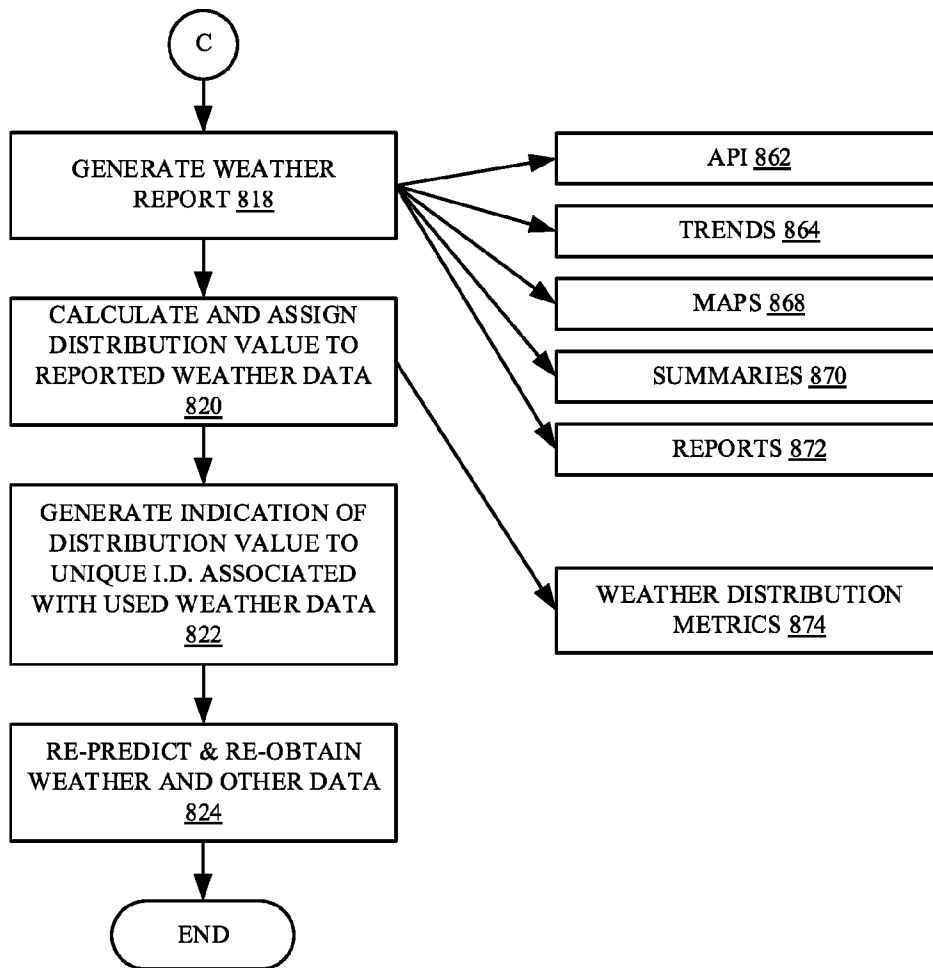 C
GENERATE WEATHER
REPORT 818
API 862
TRENDS 864
MAPS 868
SUMMARIES 870
REPORTS 872
CALCULATE AND ASSIGN
DISTRIBUTION VALUE TO
REPORTED WEATHER DATA
820
GENERATE INDICATION OF
DISTRIBUTION VALUE TO
UNIQUE I.D. ASSOCIATED
WITH USED WEATHER DATA
822
WEATHER DISTRIBUTION
METRICS 874
RE-PREDICT & RE-OBTAIN
WEATHER AND OTHER DATA
824
END